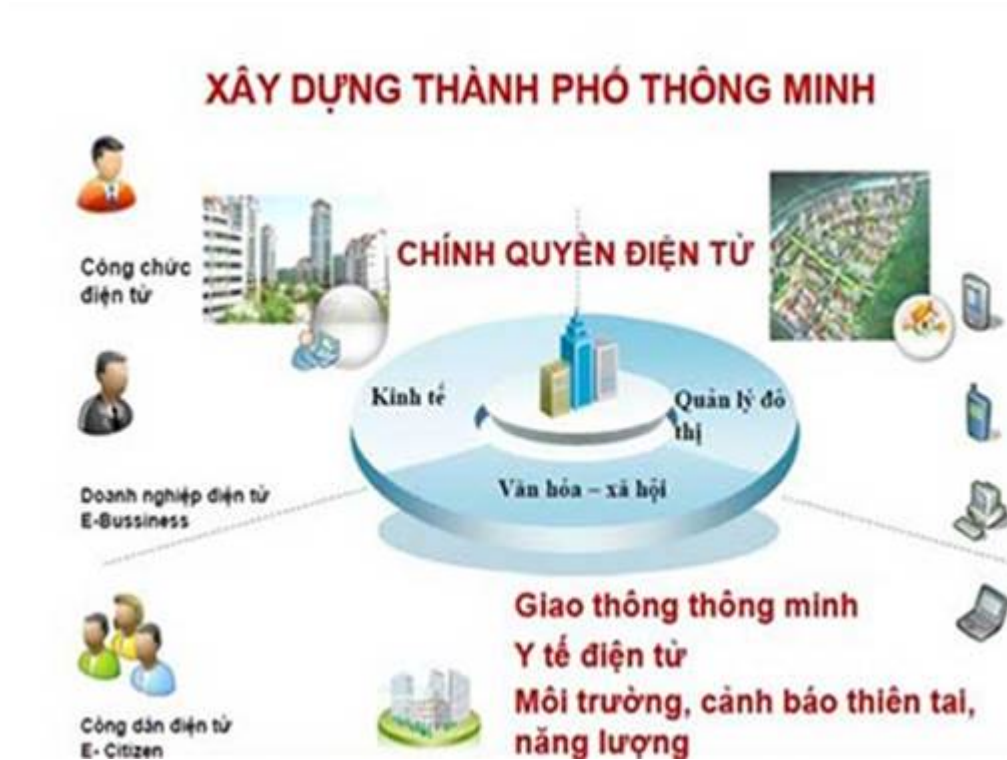 XÂY DỰNG THÀNH PHỐ THÔNG MINH
CHÍNH QUYỀN ĐIỆN TỬ
Công chức
điện tử
Kinh tế
Quản lý đô
thị
Văn hóa – xã hội
Doanh nghiệp điện tử
E-Bussiness
Giao thông thông minh
Y tế điện tử
Môi trường, cảnh báo thiên tai,
năng lượng
Công dân điện tử
E- Citizen